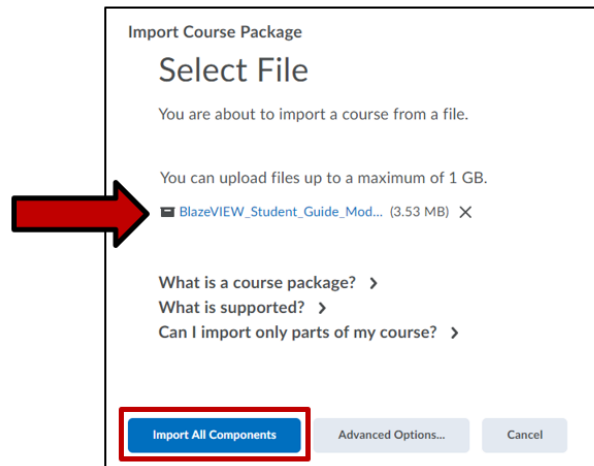 Import Course Package
Select File
You are about to import a course from a file.
You can upload files up to a maximum of 1 GB.
BlazeVIEW_Student_Guide_Mod... (3.53 MB)
What is a course package?
What is supported?
Can I import only parts of my course?
Import All Components Advanced Options... Cancel